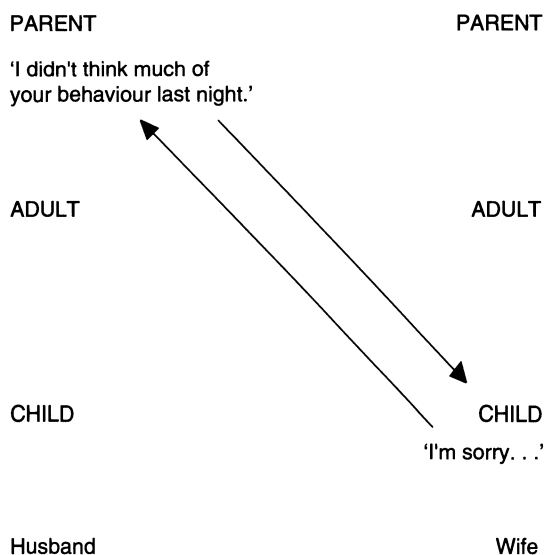 PARENT
PARENT
‘I didn't think much of
your behaviour last night.’
ADULT
ADULT
CHILD
CHILD
‘I'm sorry. . .’
Husband
Wife